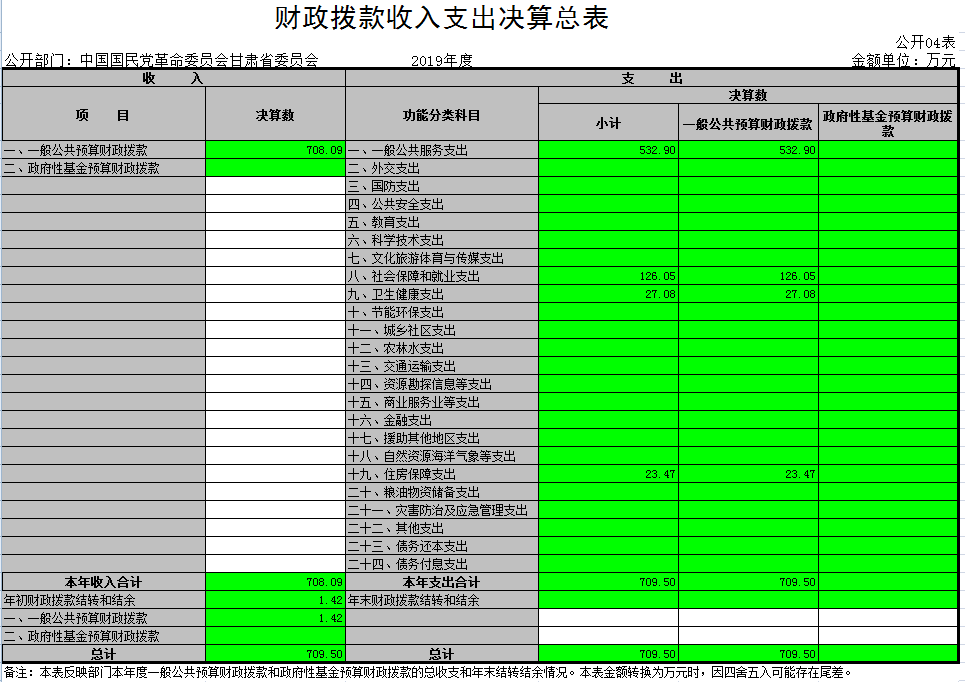 财政拨款收入支出决算总表
公开04表
公开部门：中国国民党革命委员会甘肃省委员会 2019年度 金额单位：万元
收 入 支 出
项 目 决算数 功能分类科目 决算数
小计 一般公共预算财政拨款 政府性基金预算财政拨款
一、一般公共预算财政拨款 708.09 一、一般公共服务支出 532.90 532.90
二、政府性基金预算财政拨款 二、外交支出
三、国防支出
四、公共安全支出
五、教育支出
六、科学技术支出
七、文化旅游体育与传媒支出
八、社会保障和就业支出 126.05 126.05
九、卫生健康支出 27.08 27.08
十、节能环保支出
十一、城乡社区支出
十二、农林水支出
十三、交通运输支出
十四、资源勘探信息等支出
十五、商业服务业等支出
十六、金融支出
十七、援助其他地区支出
十八、自然资源海洋气象等支出
十九、住房保障支出 23.47 23.47
二十、粮油物资储备支出
二十一、灾害防治及应急管理支出
二十二、其他支出
二十三、债务还本支出
二十四、债务付息支出
本年收入合计 708.09 本年支出合计 709.50 709.50
年初财政拨款结转和结余 1.42 年末财政拨款结转和结余
一、一般公共预算财政拨款 1.42
二、政府性基金预算财政拨款
总计 709.50 总计 709.50 709.50
备注：本表反映部门本年度一般公共预算财政拨款和政府性基金预算财政拨款的总收支和年末结转结余情况。本表金额转换为万元时，因四舍五入可能存在尾差。